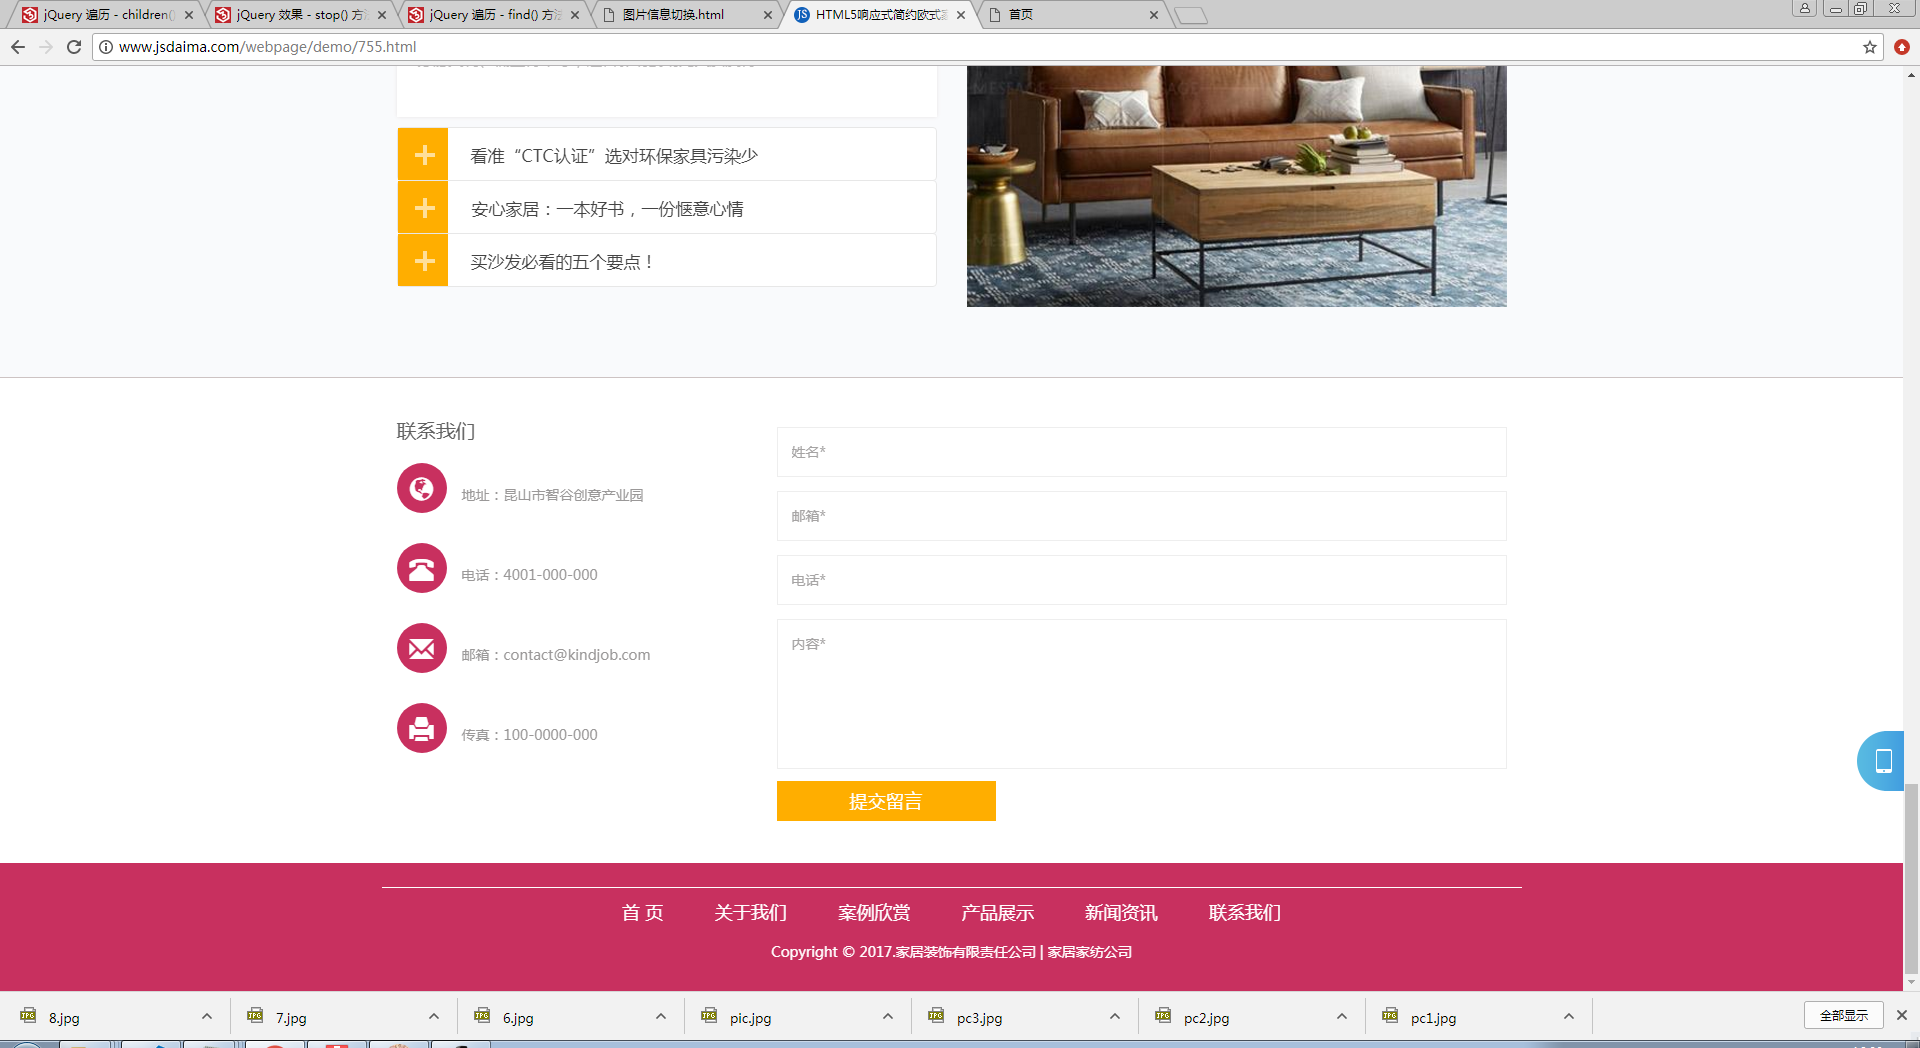 jQuery 遍历 - children()
jQuery 效果 - stop() 方法
jQuery 遍历 - find() 方法
图片信息切换.html
HTML5响应式简约欧式
首页
www.jsdaima.com/webpage/demo/755.html
看准“CTC认证”选对环保家具污染少
安心家居：一本好书，一份惬意心情
买沙发必看的五个要点！
联系我们
地址：昆山市智谷创意产业园
电话：4001-000-000
邮箱：contact@kindjob.com
传真：100-0000-000
姓名*
邮箱*
电话*
内容*
提交留言
首 页 关于我们 案例欣赏 产品展示 新闻资讯 联系我们
Copyright © 2017.家居装饰有限责任公司 | 家居家纺公司
8.jpg 7.jpg 6.jpg pic.jpg pc3.jpg pc2.jpg pc1.jpg 全部显示